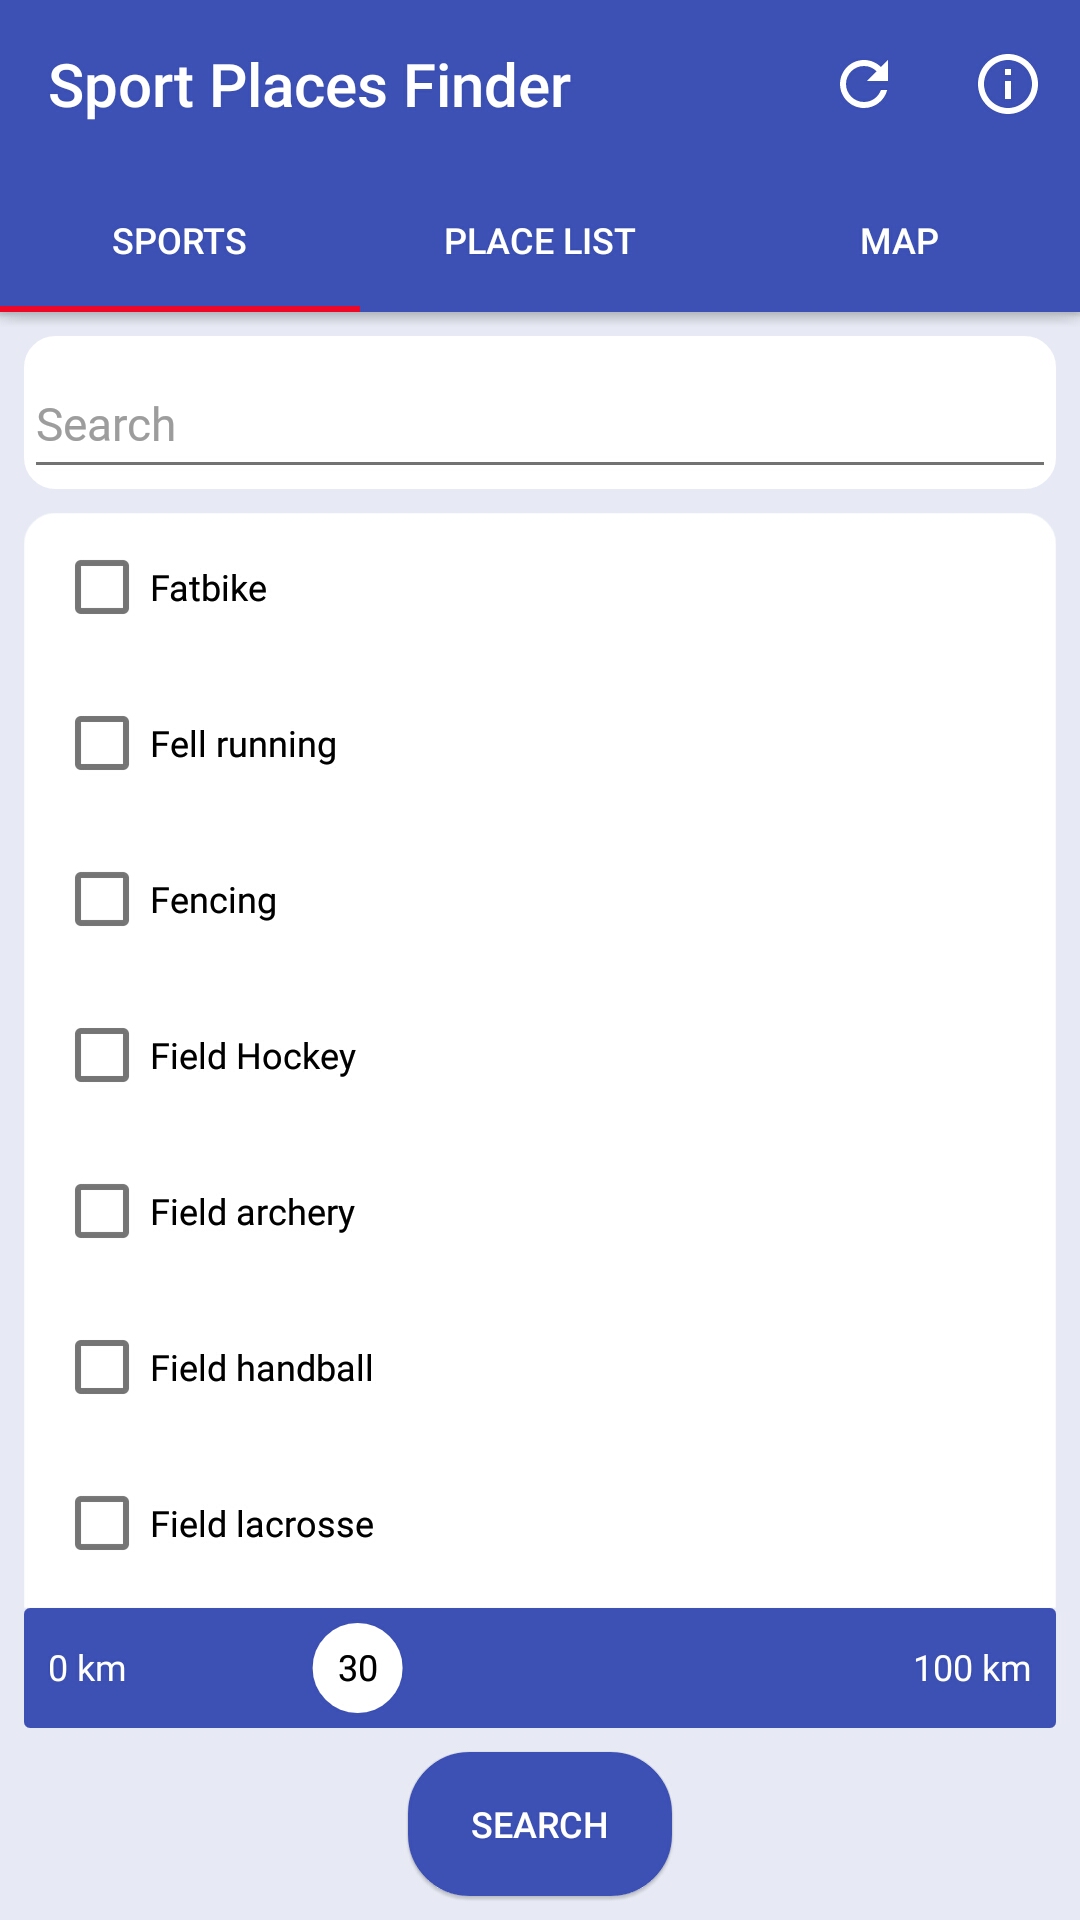 Sport Places Finder
SPORTS PLACE LIST MAP
Search
Fatbike
Fell running
Fencing
Field Hockey
Field archery
Field handball
Field lacrosse
0 km 30 100 km
SEARCH